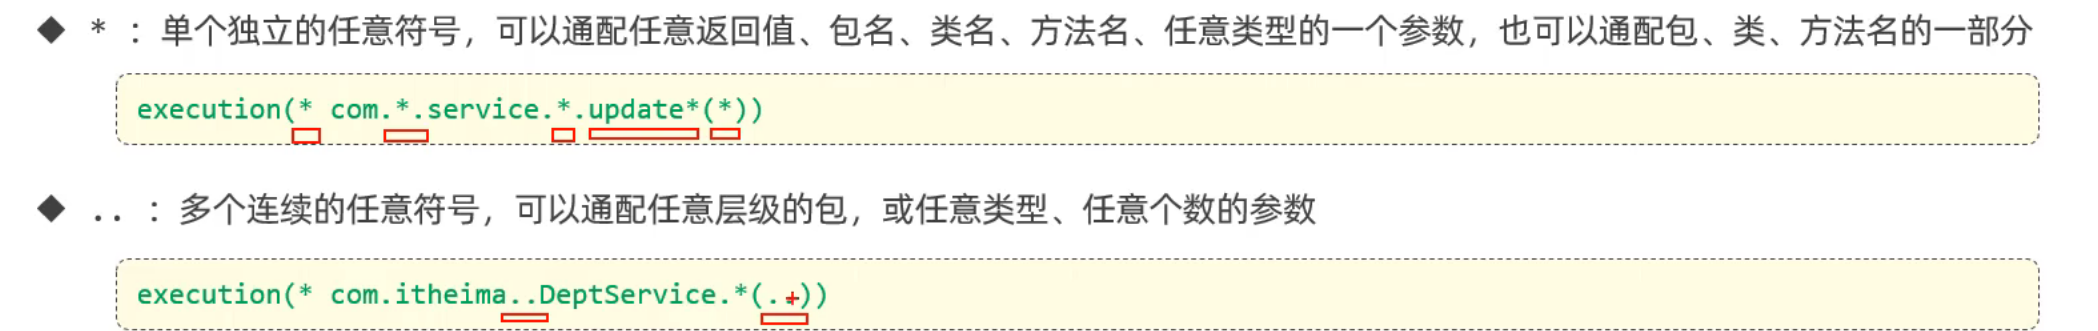 ◆ * ：单个独立的任意符号，可以通配任意返回值、包名、类名、方法名、任意类型的一个参数，也可以通配包、类、方法名的一部分
execution(* com.*.service.*.update*(*))
◆ .. ：多个连续的任意符号，可以通配任意层级的包，或任意类型、任意个数的参数
execution(* com.itheima..DeptService.*(..))